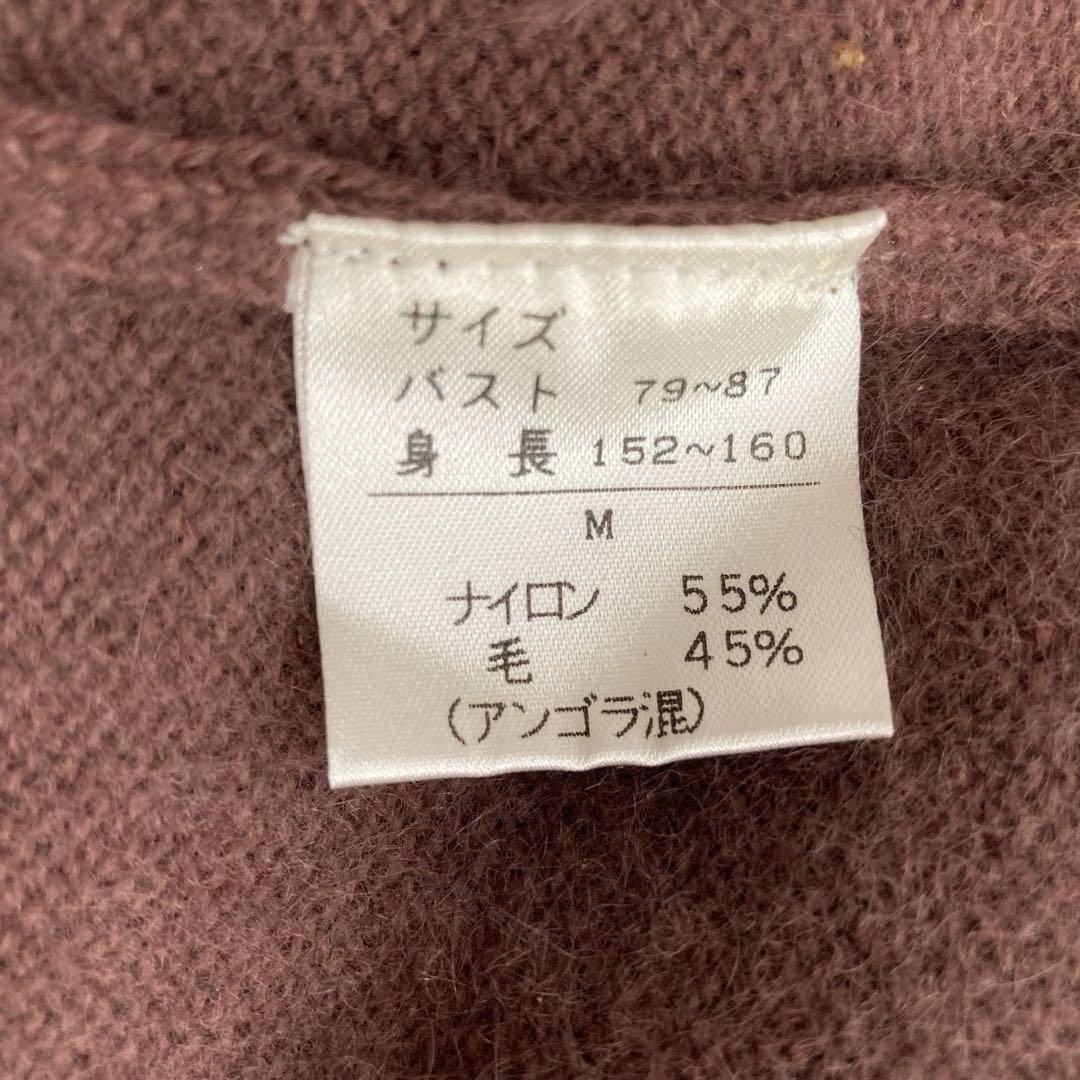 サイズ
バスト 79~87
身長 152~160
M
ナイロン 55%
毛 45%
(アンゴラ混)